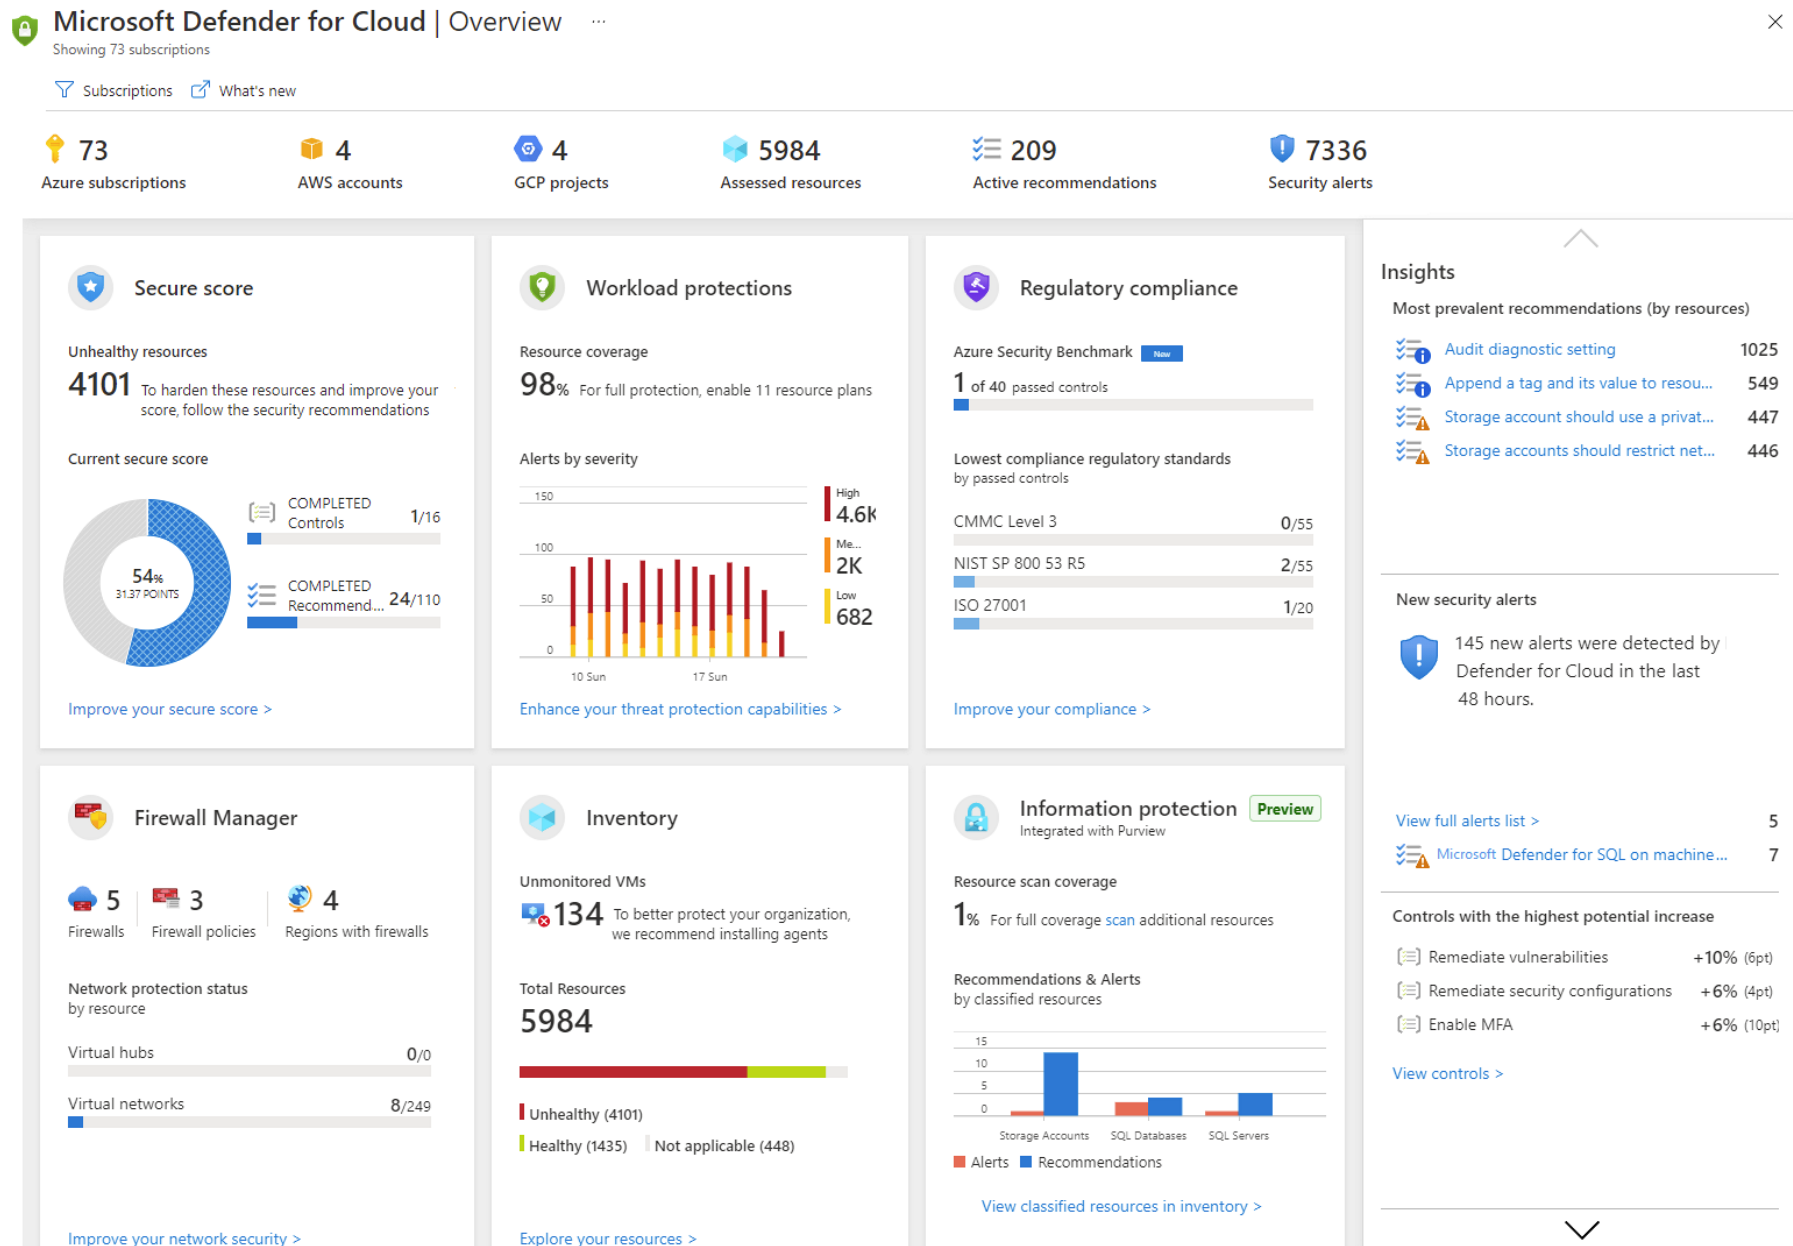 Microsoft Defender for Cloud | Overview ...
Showing 73 subscriptions
Subscriptions What's new
73
Azure subscriptions
4
AWS accounts
4
GCP projects
5984
Assessed resources
209
Active recommendations
7336
Security alerts
Secure score
Unhealthy resources
4101 To harden these resources and improve your
score, follow the security recommendations
Current secure score
54%
31.37 POINTS
COMPLETED
Controls 1/16
COMPLETED
Recommend... 24/110
Improve your secure score >
Workload protections
Resource coverage
98% For full protection, enable 11 resource plans
Alerts by severity
150
100
50
0
10 Sun 17 Sun
High
4.6K
Me...
2K
Low
682
Enhance your threat protection capabilities >
Regulatory compliance
Azure Security Benchmark New
1 of 40 passed controls
Lowest compliance regulatory standards
by passed controls
CMMC Level 3 0/55
NIST SP 800 53 R5 2/55
ISO 27001 1/20
Improve your compliance >
Firewall Manager
5
Firewalls
3
Firewall policies
4
Regions with firewalls
Network protection status
by resource
Virtual hubs 0/0
Virtual networks 8/249
Improve your network security >
Inventory
Unmonitored VMs
134 To better protect your organization,
we recommend installing agents
Total Resources
5984
Unhealthy (4101)
Healthy (1435) Not applicable (448)
Explore your resources >
Information protection Preview
Integrated with Purview
Resource scan coverage
1% For full coverage scan additional resources
Recommendations & Alerts
by classified resources
15
10
5
0
Storage Accounts SQL Databases SQL Servers
Alerts Recommendations
View classified resources in inventory >
Insights
Most prevalent recommendations (by resources)
Audit diagnostic setting 1025
Append a tag and its value to resou... 549
Storage account should use a privat... 447
Storage accounts should restrict net... 446
New security alerts
145 new alerts were detected by
Defender for Cloud in the last
48 hours.
View full alerts list > 5
Microsoft Defender for SQL on machine... 7
Controls with the highest potential increase
Remediate vulnerabilities +10% (6pt)
Remediate security configurations +6% (4pt)
Enable MFA +6% (10pt)
View controls >